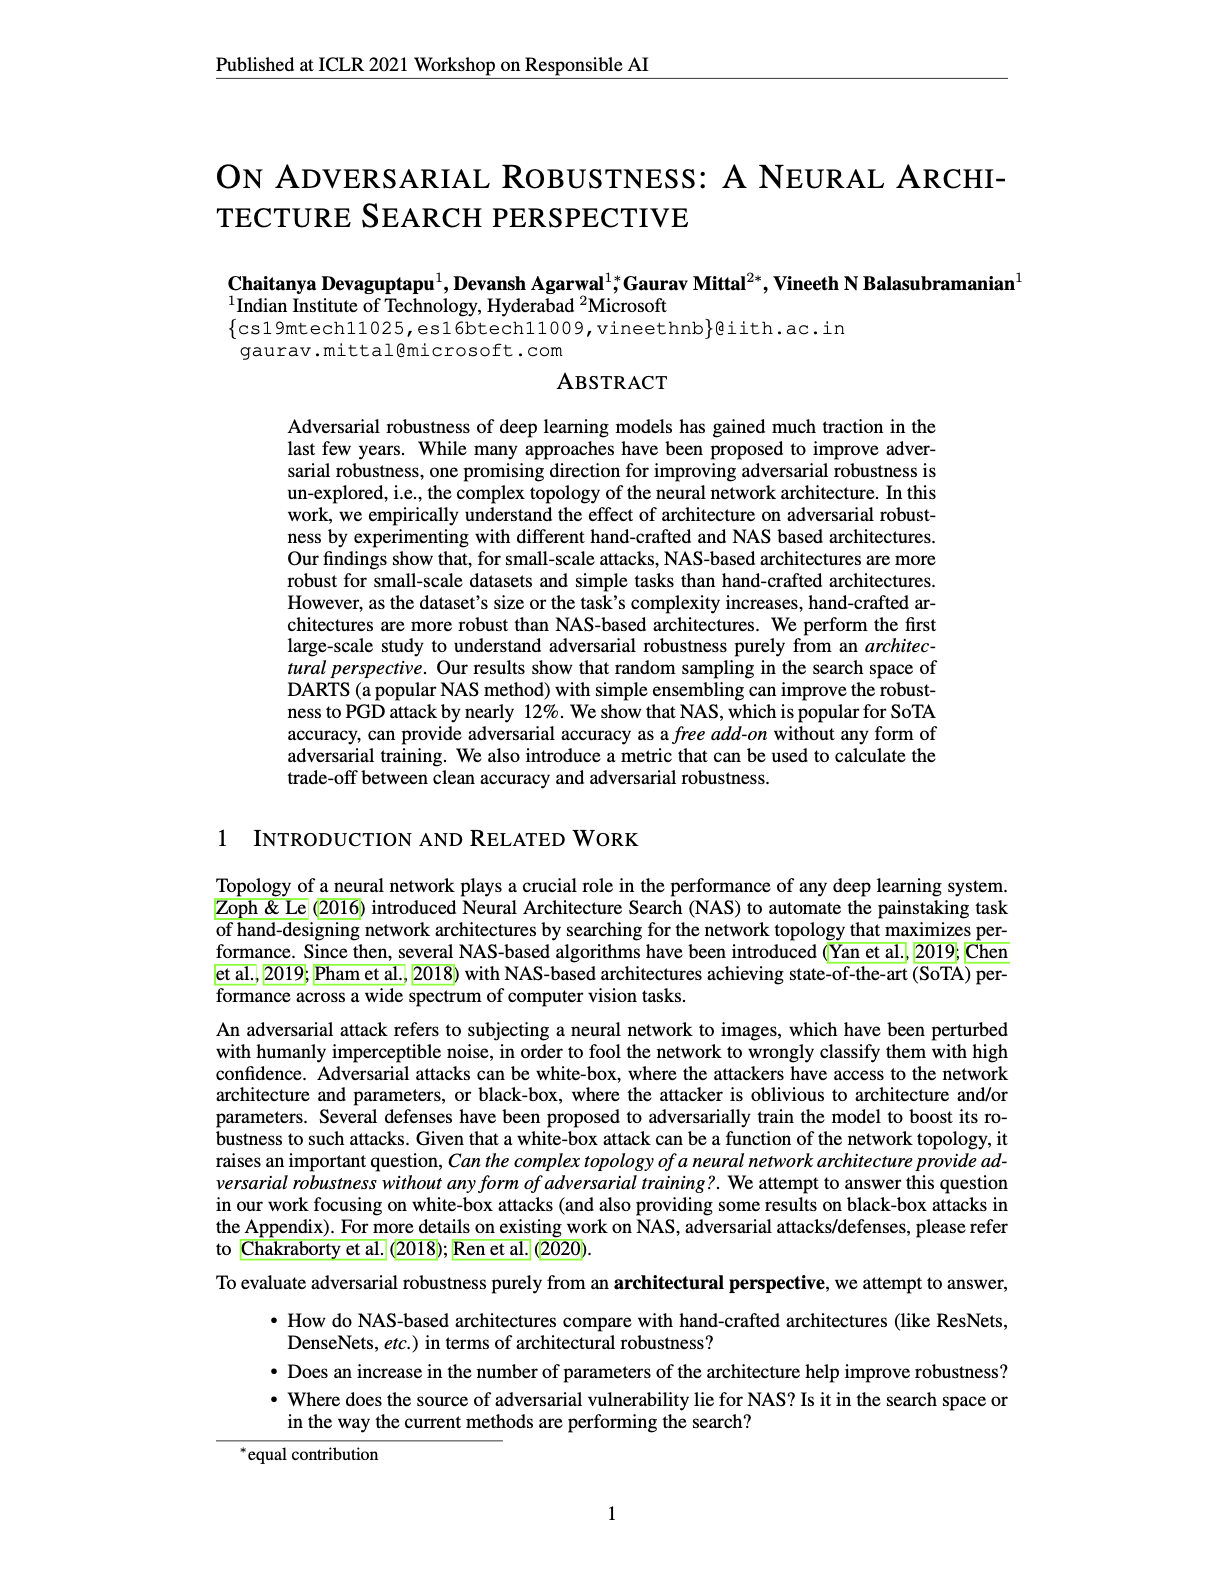 Published at ICLR 2021 Workshop on Responsible AI
ON ADVERSARIAL ROBUSTNESS: A NEURAL ARCHI-
TECTURE SEARCH PERSPECTIVE
Chaitanya Devaguptapu1, Devansh Agarwal1*, Gaurav Mittal2*, Vineeth N Balasubramanian1
1Indian Institute of Technology, Hyderabad 2Microsoft
{cs19mtech11025,es16btech11009,vineethnb}@iith.ac.in
gaurav.mittal@microsoft.com
ABSTRACT
Adversarial robustness of deep learning models has gained much traction in the
last few years. While many approaches have been proposed to improve adver-
sarial robustness, one promising direction for improving adversarial robustness is
un-explored, i.e., the complex topology of the neural network architecture. In this
work, we empirically understand the effect of architecture on adversarial robust-
ness by experimenting with different hand-crafted and NAS based architectures.
Our findings show that, for small-scale attacks, NAS-based architectures are more
robust for small-scale datasets and simple tasks than hand-crafted architectures.
However, as the dataset's size or the task's complexity increases, hand-crafted ar-
chitectures are more robust than NAS-based architectures. We perform the first
large-scale study to understand adversarial robustness purely from an architec-
tural perspective. Our results show that random sampling in the search space of
DARTS (a popular NAS method) with simple ensembling can improve the robust-
ness to PGD attack by nearly 12%. We show that NAS, which is popular for SoTA
accuracy, can provide adversarial accuracy as a free add-on without any form of
adversarial training. We also introduce a metric that can be used to calculate the
trade-off between clean accuracy and adversarial robustness.
1 INTRODUCTION AND RELATED WORK
Topology of a neural network plays a crucial role in the performance of any deep learning system.
Zoph & Le (2016) introduced Neural Architecture Search (NAS) to automate the painstaking task
of hand-designing network architectures by searching for the network topology that maximizes per-
formance. Since then, several NAS-based algorithms have been introduced (Yan et al., 2019; Chen
et al., 2019; Pham et al., 2018) with NAS-based architectures achieving state-of-the-art (SoTA) per-
formance across a wide spectrum of computer vision tasks.
An adversarial attack refers to subjecting a neural network to images, which have been perturbed
with humanly imperceptible noise, in order to fool the network to wrongly classify them with high
confidence. Adversarial attacks can be white-box, where the attackers have access to the network
architecture and parameters, or black-box, where the attacker is oblivious to architecture and/or
parameters. Several defenses have been proposed to adversarially train the model to boost its ro-
bustness to such attacks. Given that a white-box attack can be a function of the network topology, it
raises an important question, Can the complex topology of a neural network architecture provide ad-
versarial robustness without any form of adversarial training?. We attempt to answer this question
in our work focusing on white-box attacks (and also providing some results on black-box attacks in
the Appendix). For more details on existing work on NAS, adversarial attacks/defenses, please refer
to Chakraborty et al. (2018); Ren et al. (2020).
To evaluate adversarial robustness purely from an architectural perspective, we attempt to answer,
• How do NAS-based architectures compare with hand-crafted architectures (like ResNets,
DenseNets, etc.) in terms of architectural robustness?
• Does an increase in the number of parameters of the architecture help improve robustness?
• Where does the source of adversarial vulnerability lie for NAS? Is it in the search space or
in the way the current methods are performing the search?
*equal contribution
1